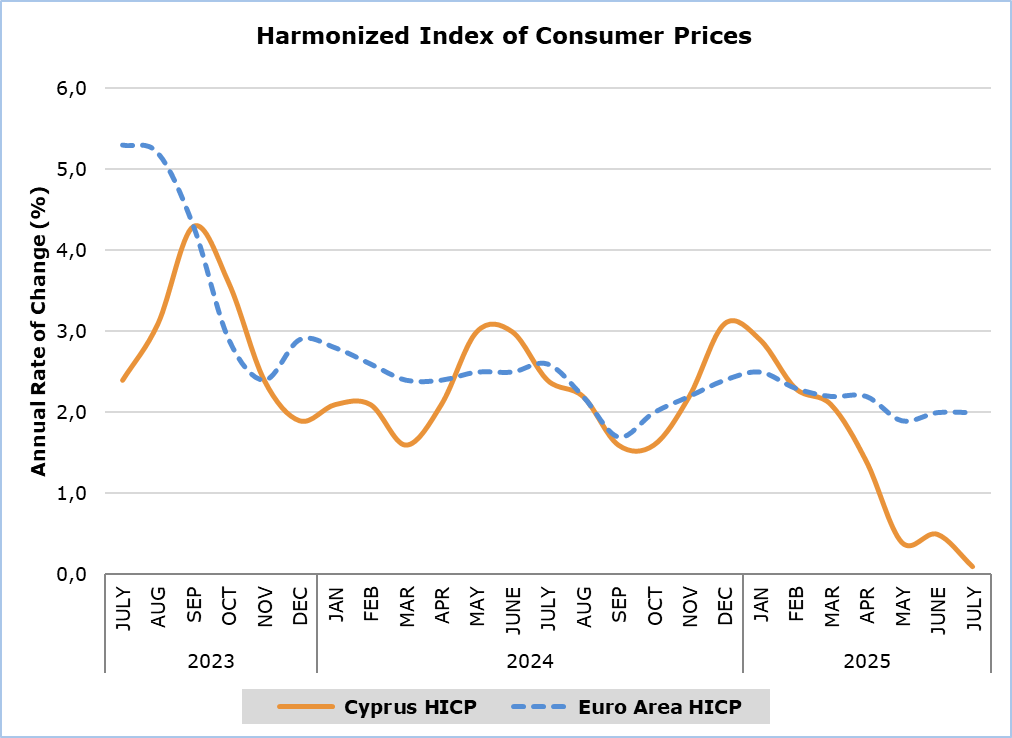 Harmonized Index of Consumer Prices
Annual Rate of Change (%)
6,0
5,0
4,0
3,0
2,0
1,0
0,0
JULY AUG SEP OCT NOV DEC JAN FEB MAR APR MAY JUNE JULY AUG SEP OCT NOV DEC JAN FEB MAR APR MAY JUNE JULY
2023 2024 2025
Cyprus HICP Euro Area HICP